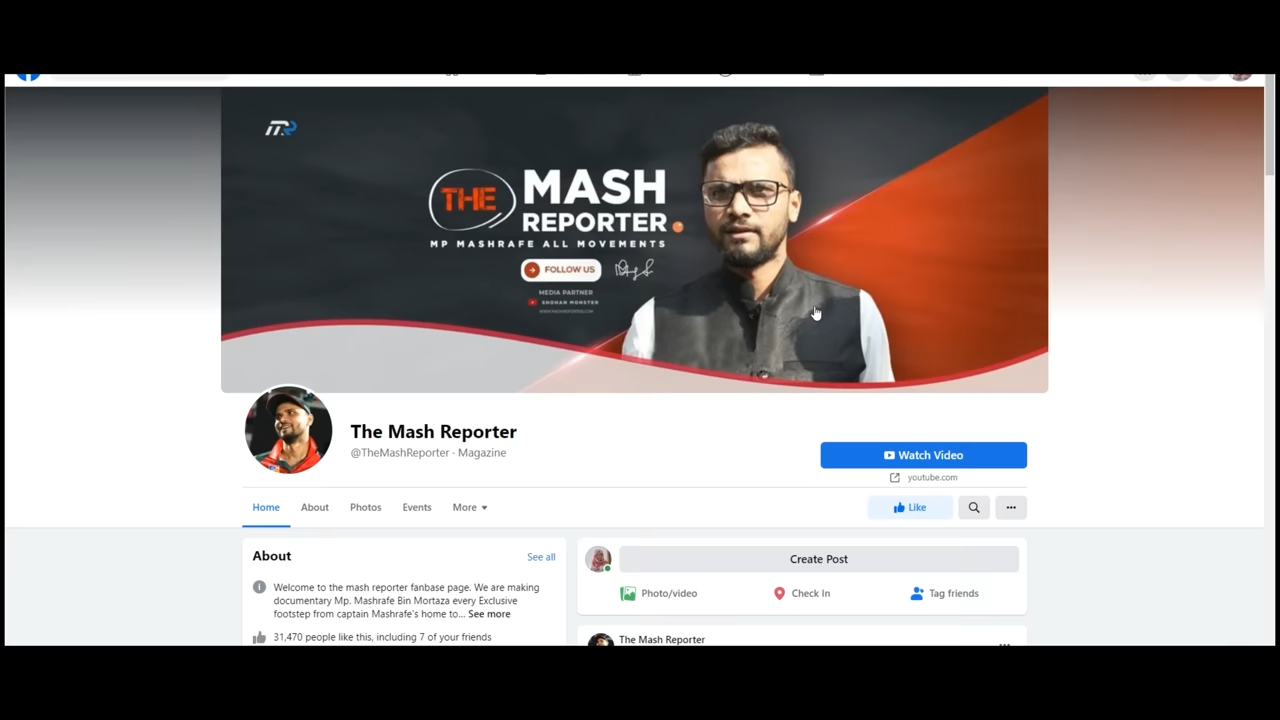 THE MASH
REPORTER
MP MASHRAFE ALL MOVEMENTS
FOLLOW US
MEDIA PARTNER
SHOHAN MONSTER
The Mash Reporter
@TheMashReporter · Magazine
Watch Video
youtube.com
Home About Photos Events More
Like
About See all
Welcome to the mash reporter fanbase page. We are making
documentary Mp. Mashrafe Bin Mortaza every Exclusive
footstep from captain Mashrafe's home to... See more
31,470 people like this, including 7 of your friends
Create Post
Photo/video Check In Tag friends
The Mash Reporter